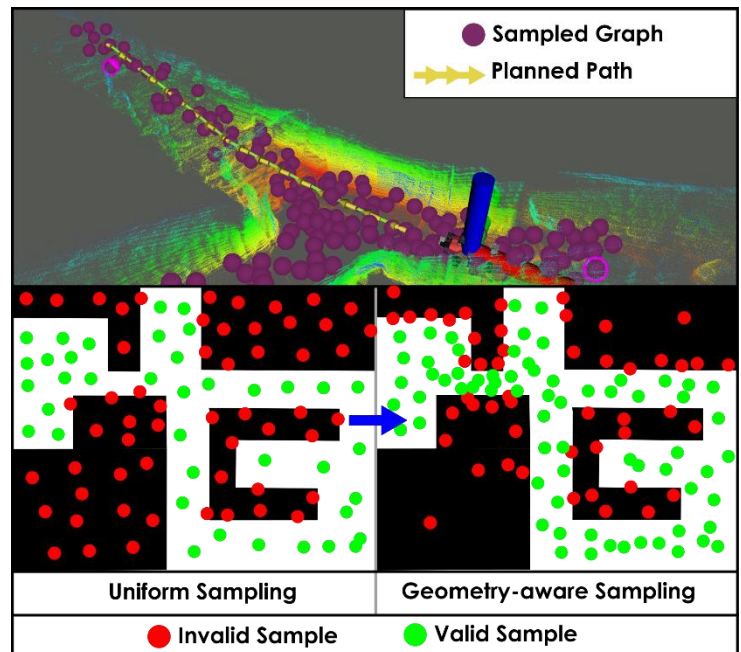 Sampled Graph
Planned Path
Uniform Sampling
Geometry-aware Sampling
Invalid Sample
Valid Sample